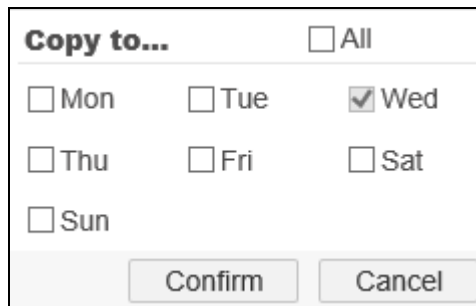 Copy to... All
Mon Tue Wed
Thu Fri Sat
Sun
Confirm Cancel